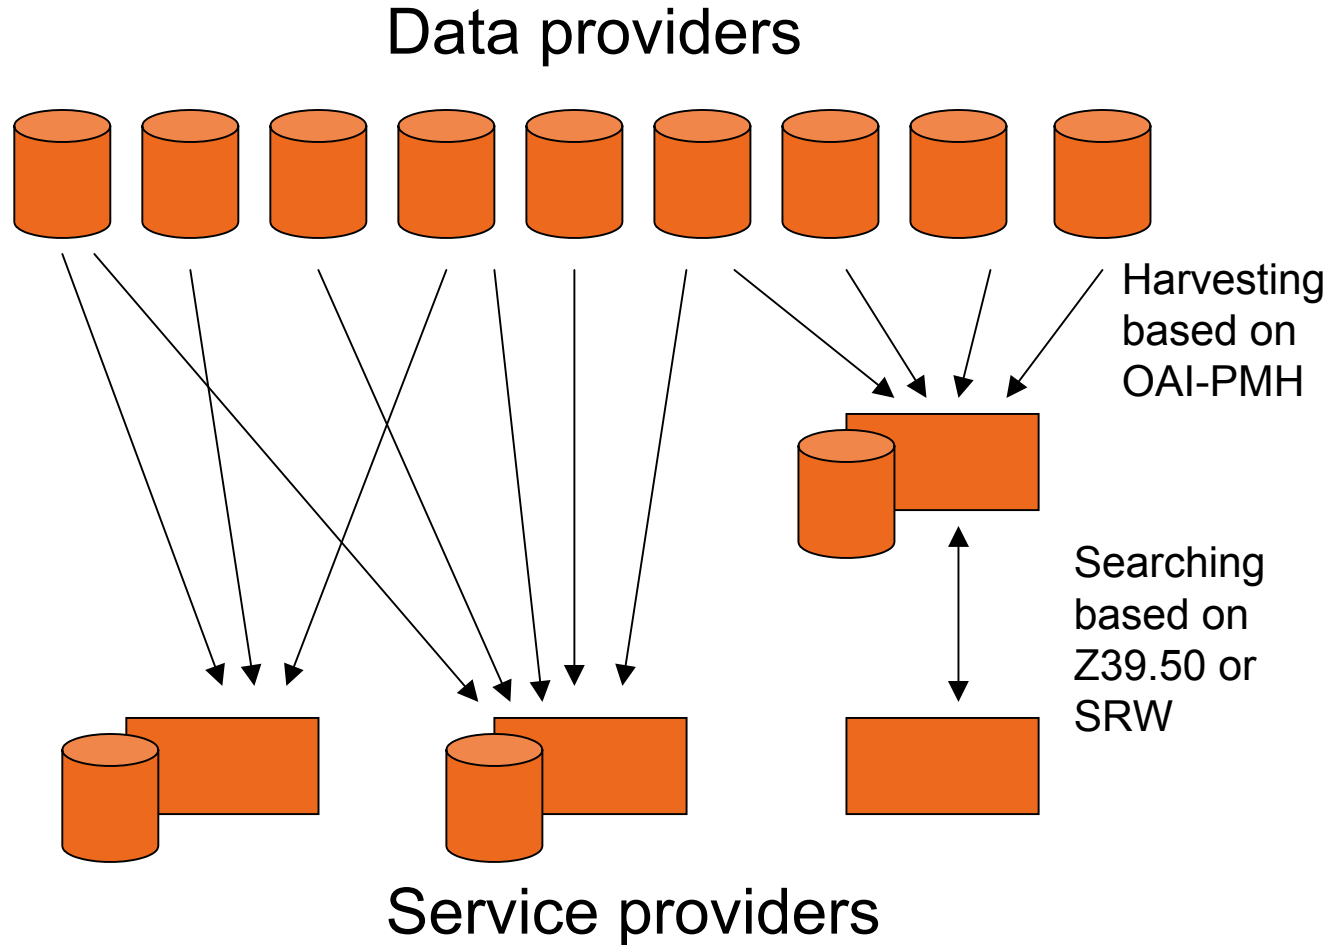 Data providers
Harvesting
based on
OAI-PMH
Searching
based on
Z39.50 or
SRW
Service providers